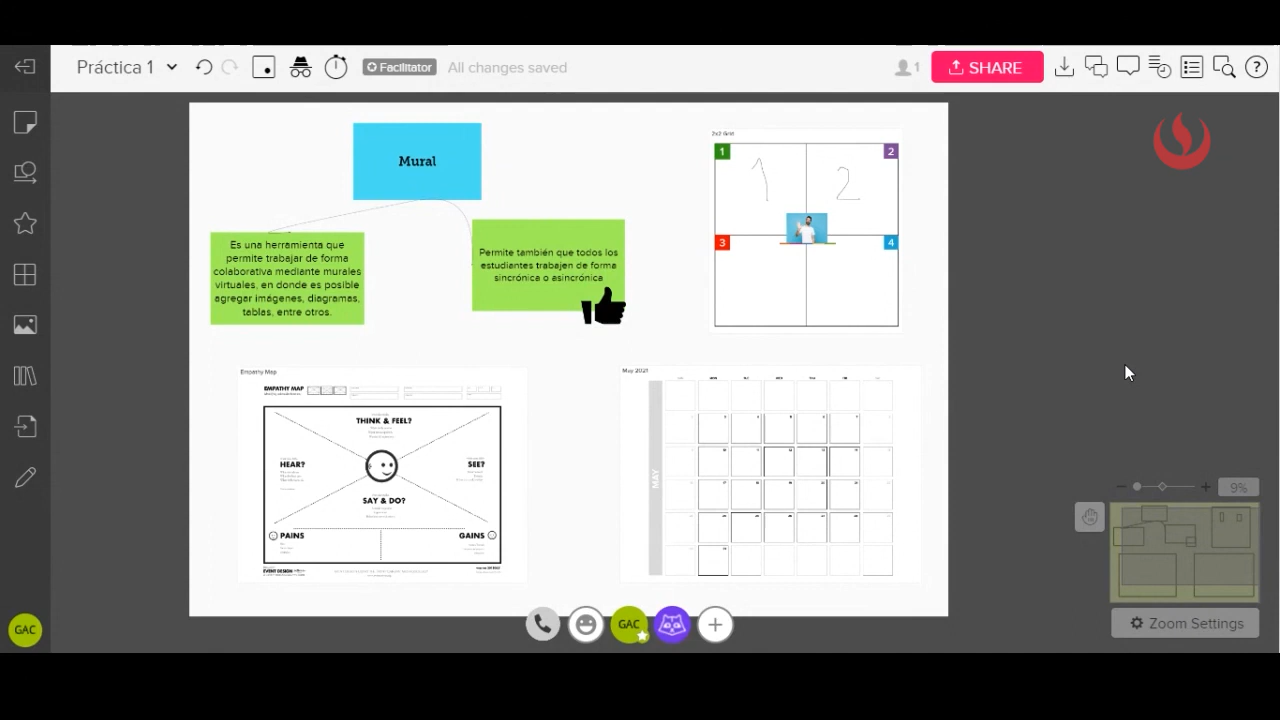 Práctica 1
Facilitator
All changes saved
1
SHARE
?
Mural
Es una herramienta que
permite trabajar de forma
colaborativa mediante murales
virtuales, en donde es posible
agregar imágenes, diagramas,
tablas, entre otros.
Permite también que todos los
estudiantes trabajen de forma
sincrónica o asincrónica
2x2 Grid
1
2
1 2
3
4
Empathy Map
EMPATHY MAP
THINK & FEEL?
HEAR?
SEE?
SAY & DO?
PAINS
GAINS
EVENT DESIGN
May 2021
MAY
9%
Zoom Settings
GAC
GAC